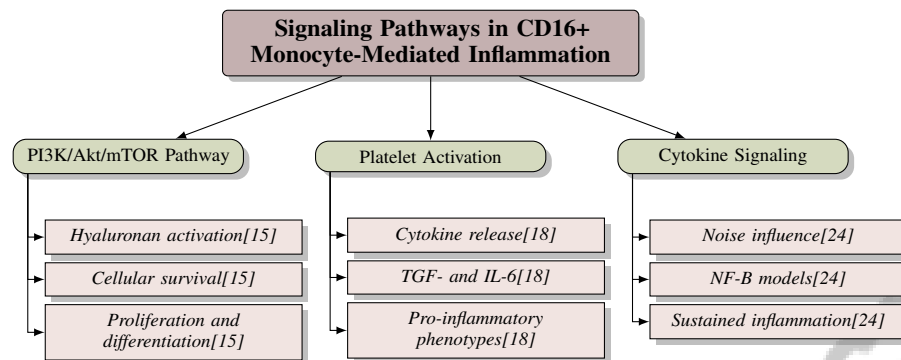 Signaling Pathways in CD16+
Monocyte-Mediated Inflammation
PI3K/Akt/mTOR Pathway
Hyaluronan activation[15]
Cellular survival[15]
Proliferation and
differentiation[15]
Platelet Activation
Cytokine release[18]
TGF- and IL-6[18]
Pro-inflammatory
phenotypes[18]
Cytokine Signaling
Noise influence[24]
NF-B models[24]
Sustained inflammation[24]